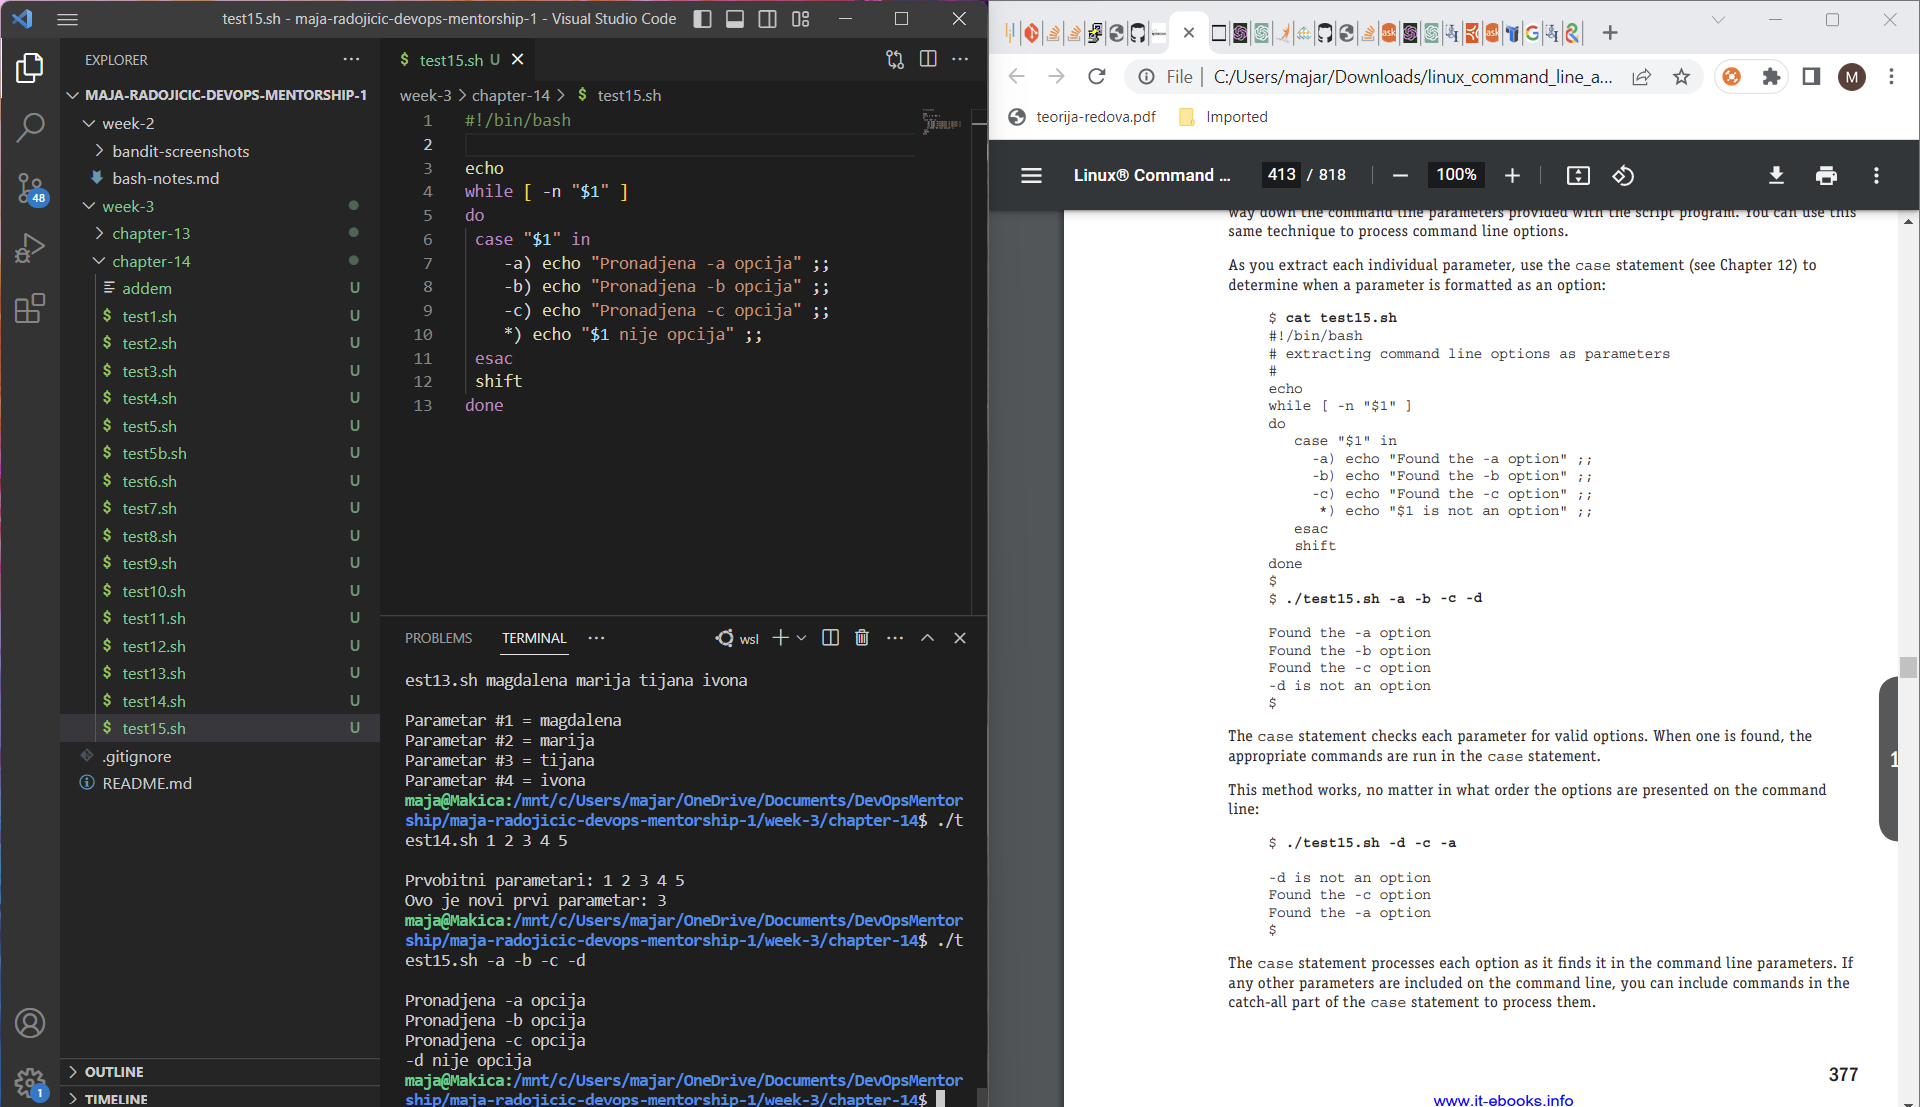 test15.sh - maja-radojicic-devops-mentorship-1 - Visual Studio Code
EXPLORER
MAJA-RADOJICIC-DEVOPS-MENTORSHIP-1
week-2
bandit-screenshots
bash-notes.md
48
week-3
chapter-13
chapter-14
addem U
$ test1.sh U
$ test2.sh U
$ test3.sh U
$ test4.sh U
$ test5.sh U
$ test5b.sh U
$ test6.sh U
$ test7.sh U
$ test8.sh U
$ test9.sh U
$ test10.sh U
$ test11.sh U
$ test12.sh U
$ test13.sh U
$ test14.sh U
$ test15.sh U
.gitignore
README.md
OUTLINE
1
TIMELINE
$ test15.sh U
week-3 > chapter-14 > $ test15.sh
1 #!/bin/bash
2
3 echo
4 while [ -n "$1" ]
5 do
6 case "$1" in
7 -a) echo "Pronadjena -a opcija" ;;
8 -b) echo "Pronadjena -b opcija" ;;
9 -c) echo "Pronadjena -c opcija" ;;
10 *) echo "$1 nije opcija" ;;
11 esac
12 shift
13 done
PROBLEMS TERMINAL wsl
est13.sh magdalena marija tijana ivona
Parametar #1 = magdalena
Parametar #2 = marija
Parametar #3 = tijana
Parametar #4 = ivona
maja@Makica:/mnt/c/Users/majar/OneDrive/Documents/DevOpsMentor
ship/maja-radojicic-devops-mentorship-1/week-3/chapter-14$ ./t
est14.sh 1 2 3 4 5
Prvobitni parametari: 1 2 3 4 5
Ovo je novi prvi parametar: 3
maja@Makica:/mnt/c/Users/majar/OneDrive/Documents/DevOpsMentor
ship/maja-radojicic-devops-mentorship-1/week-3/chapter-14$ ./t
est15.sh -a -b -c -d
Pronadjena -a opcija
Pronadjena -b opcija
Pronadjena -c opcija
-d nije opcija
maja@Makica:/mnt/c/Users/majar/OneDrive/Documents/DevOpsMentor
ship/maja-radojicic-devops-mentorship-1/week-3/chapter-14$
File | C:/Users/majar/Downloads/linux_command_line_a... M
teorija-redova.pdf Imported
Linux® Command ... 413 / 818 100%
way down the command line parameters provided with the script program. You can use this
same technique to process command line options.
As you extract each individual parameter, use the case statement (see Chapter 12) to
determine when a parameter is formatted as an option:
$ cat test15.sh
#!/bin/bash
# extracting command line options as parameters
#
echo
while [ -n "$1" ]
do
case "$1" in
-a) echo "Found the -a option" ;;
-b) echo "Found the -b option" ;;
-c) echo "Found the -c option" ;;
*) echo "$1 is not an option" ;;
esac
shift
done
$
$ ./test15.sh -a -b -c -d
Found the -a option
Found the -b option
Found the -c option
-d is not an option
$
The case statement checks each parameter for valid options. When one is found, the
appropriate commands are run in the case statement.
This method works, no matter in what order the options are presented on the command
line:
$ ./test15.sh -d -c -a
-d is not an option
Found the -c option
Found the -a option
$
The case statement processes each option as it finds it in the command line parameters. If
any other parameters are included on the command line, you can include commands in the
catch-all part of the case statement to process them.
377
www.it-ebooks.info